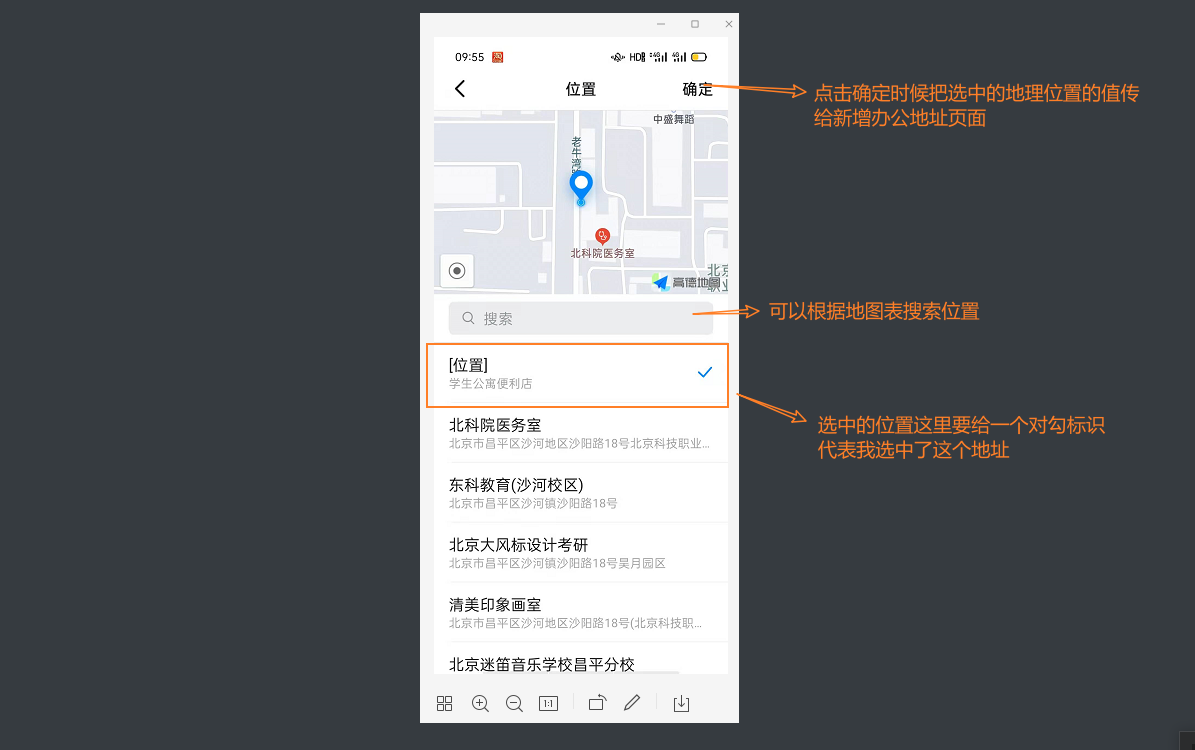 09:55
HD
4G
4G
位置
确定
点击确定时候把选中的地理位置的值传
给新增办公地址页面
中盛舞蹈
老牛湾路
北科院医务室
北京
职业
高德地图
搜索
可以根据地图表搜索位置
[位置]
学生公寓便利店
选中的位置这里要给一个对勾标识
代表我选中了这个地址
北科院医务室
北京市昌平区沙河地区沙阳路18号北京科技职业...
东科教育(沙河校区)
北京市昌平区沙河镇沙阳路18号
北京大风标设计考研
北京市昌平区沙河镇沙阳路18号昊月园区
清美印象画室
北京市昌平区沙河地区沙阳路18号(北京科技职...
北京迷笛音乐学校昌平分校
1:1